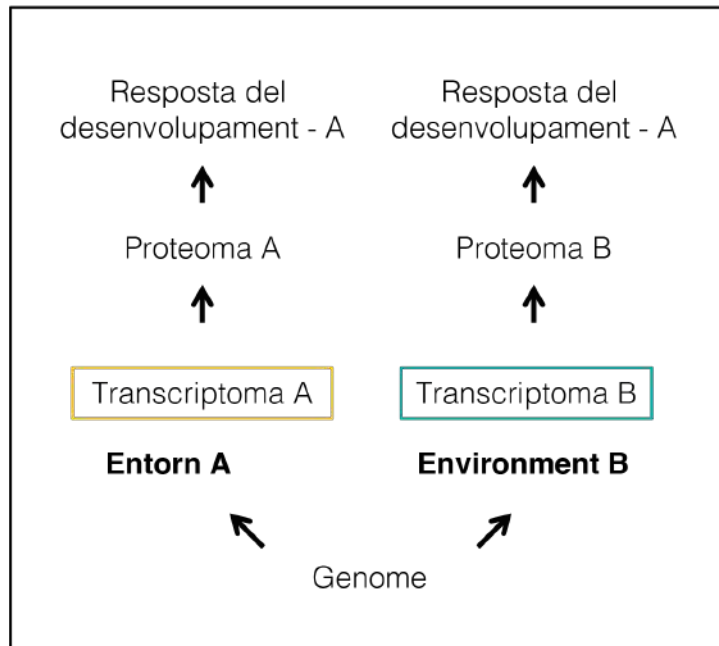 Resposta del
desenvolupament - A
Resposta del
desenvolupament - A
Proteoma A
Proteoma B
Transcriptoma A
Transcriptoma B
Entorn A
Environment B
Genome